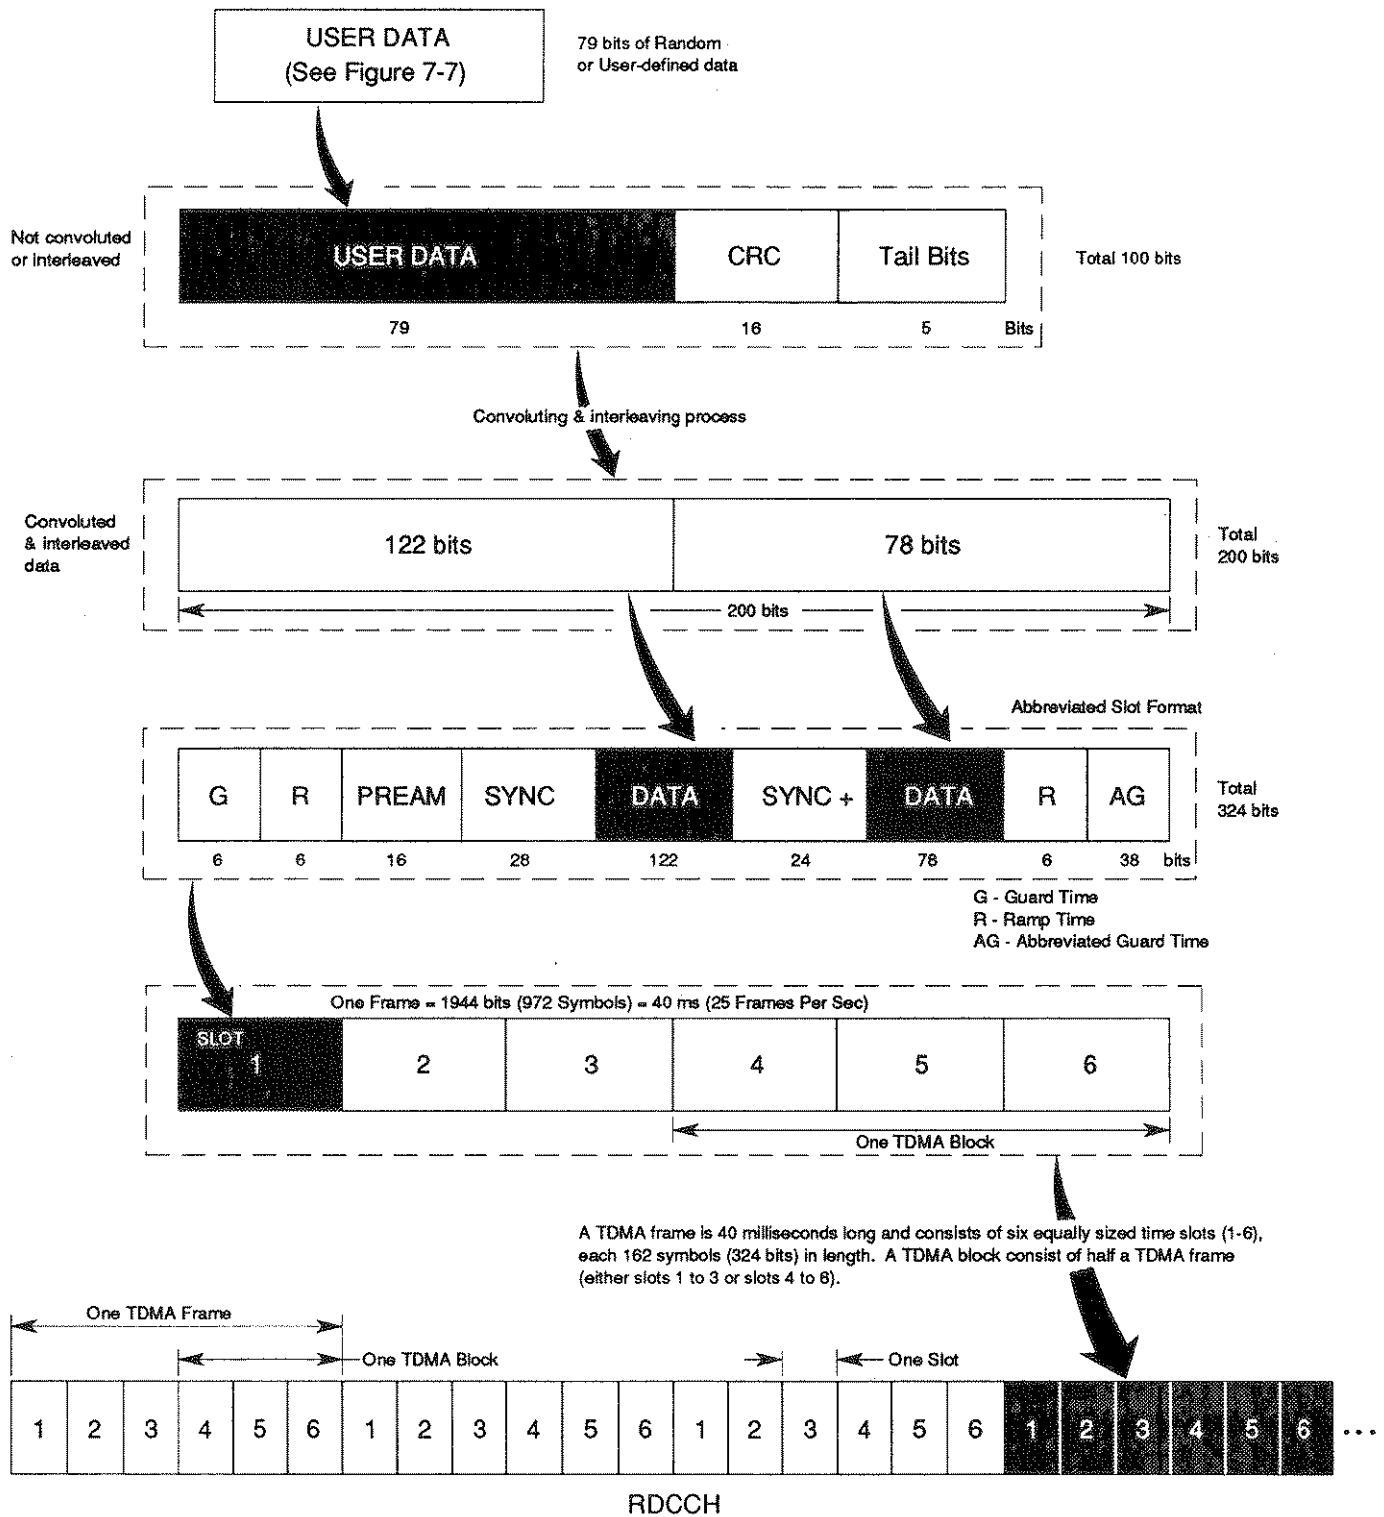 USER DATA
(See Figure 7-7)
79 bits of Random
or User-defined data
Not convoluted
or interleaved
USER DATA
CRC
Tail Bits
Total 100 bits
79
16
5
Bits
Convoluting & interleaving process
Convoluted
& interleaved
data
122 bits
78 bits
Total
200 bits
200 bits
Abbreviated Slot Format
G
R
PREAM
SYNC
DATA
SYNC +
DATA
R
AG
Total
324 bits
6
6
16
28
122
24
78
6
38
bits
G - Guard Time
R - Ramp Time
AG - Abbreviated Guard Time
One Frame = 1944 bits (972 Symbols) = 40 ms (25 Frames Per Sec)
SLOT
1
2
3
4
5
6
One TDMA Block
A TDMA frame is 40 milliseconds long and consists of six equally sized time slots (1-6),
each 162 symbols (324 bits) in length. A TDMA block consist of half a TDMA frame
(either slots 1 to 3 or slots 4 to 6).
One TDMA Frame
One TDMA Block
One Slot
1 2 3 4 5 6 1 2 3 4 5 6 1 2 3 4 5 6 1 2 3 4 5 6 ...
RDCCH